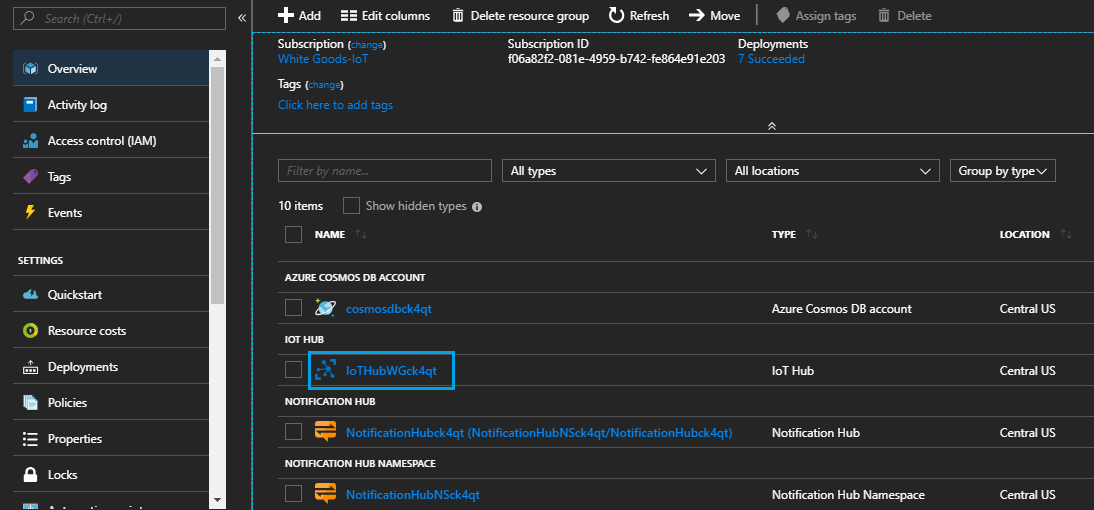 Search (Ctrl+/)
«
Overview
Activity log
Access control (IAM)
Tags
Events
SETTINGS
Quickstart
Resource costs
Deployments
Policies
Properties
Locks
Add
Edit columns
Delete resource group
Refresh
Move
Assign tags
Delete
Subscription (change)
White Goods-IoT
Subscription ID
f06a82f2-081e-4959-b742-fe864e91e203
Deployments
7 Succeeded
Tags (change)
Click here to add tags
Filter by name...
All types
All locations
Group by type
10 items
Show hidden types
NAME TYPE LOCATION
AZURE COSMOS DB ACCOUNT
cosmosdbck4qt Azure Cosmos DB account Central US
IOT HUB
IoTHubWGck4qt IoT Hub Central US
NOTIFICATION HUB
NotificationHubck4qt (NotificationHubNSck4qt/NotificationHubck4qt) Notification Hub Central US
NOTIFICATION HUB NAMESPACE
NotificationHubNSck4qt Notification Hub Namespace Central US